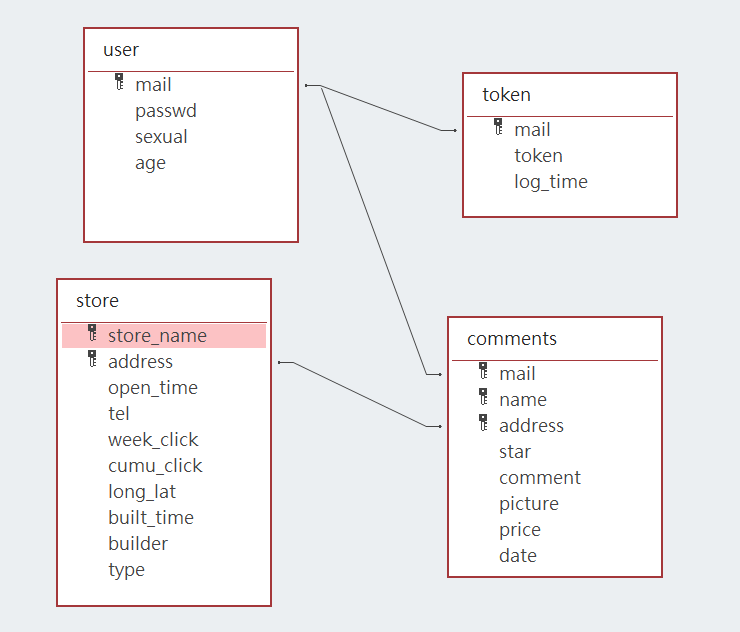 user
mail
passwd
sexual
age
token
mail
token
log_time
store
store_name
address
open_time
tel
week_click
cumu_click
long_lat
built_time
builder
type
comments
mail
name
address
star
comment
picture
price
date